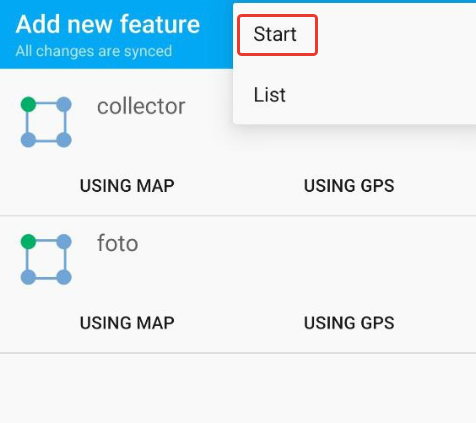 Add new feature
All changes are synced
Start
List
collector
USING MAP USING GPS
foto
USING MAP USING GPS